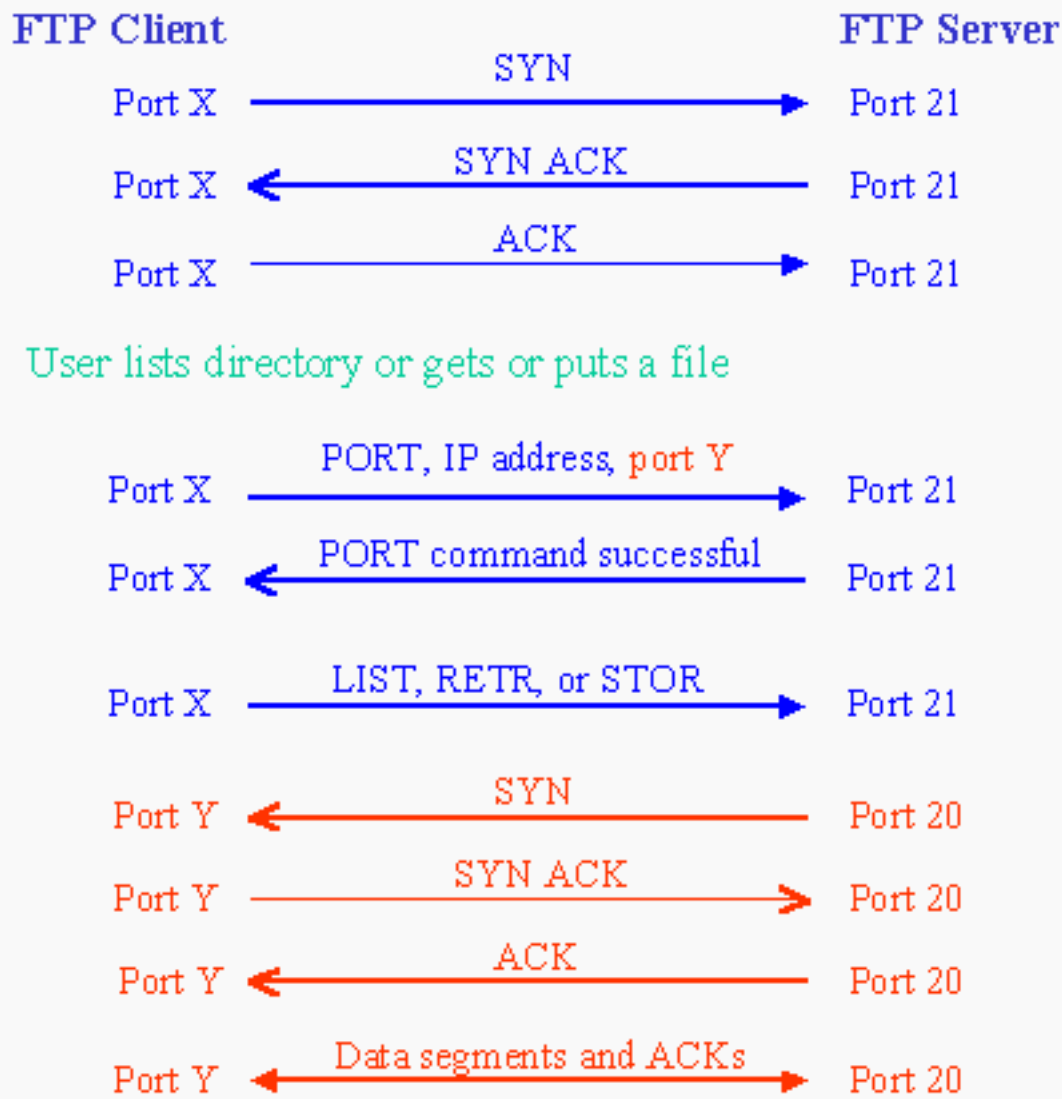 FTP Client FTP Server
SYN
Port X Port 21
SYN ACK
Port X Port 21
ACK
Port X Port 21
User lists directory or gets or puts a file
PORT, IP address, port Y
Port X Port 21
PORT command successful
Port X Port 21
LIST, RETR, or STOR
Port X Port 21
SYN
Port Y Port 20
SYN ACK
Port Y Port 20
ACK
Port Y Port 20
Data segments and ACKs
Port Y Port 20